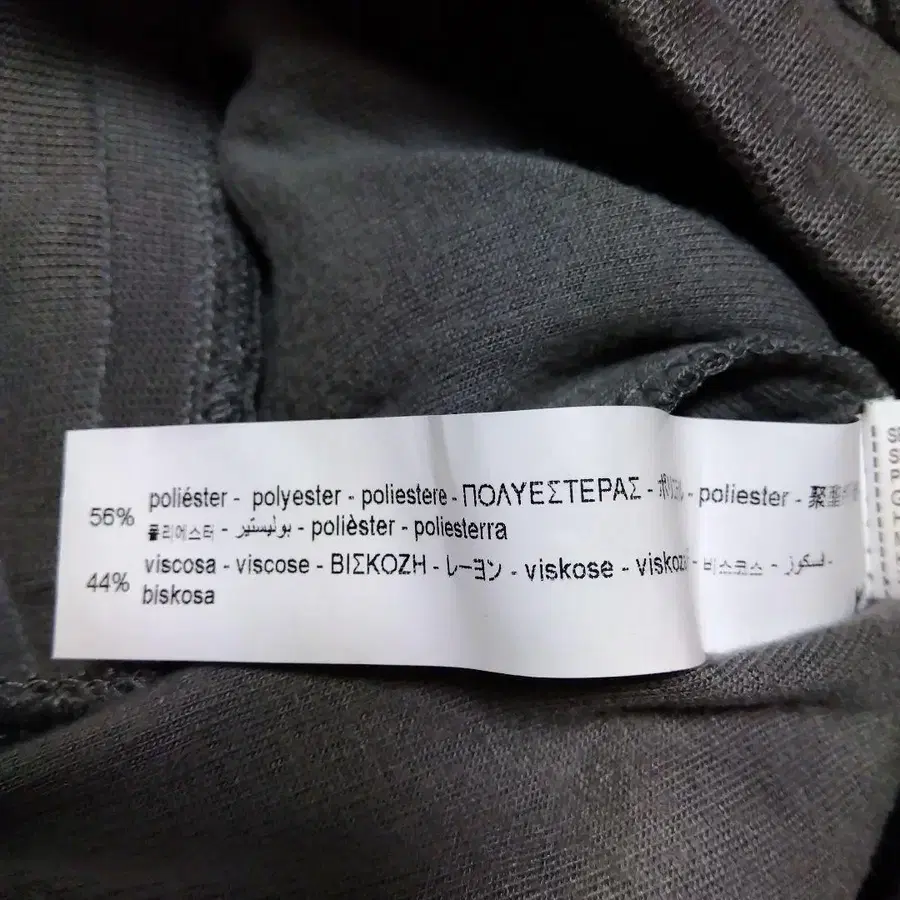 56% poliéster - polyester - poliestere - ΠΟΛΥΕΣΤΕΡΑΣ - - poliester -
폴리에스터 - بوليستير - polièster - poliesterra
44% viscosa - viscose - ΒΙΣΚΟΖΗ - レーヨン - viskose - - 비스코스 - فسكوز -
biskosa